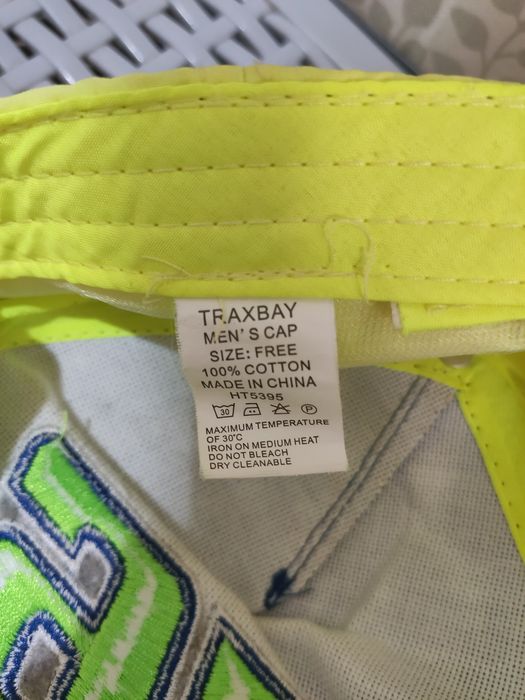 TRAXBAY
MEN'S CAP
SIZE: FREE
100% COTTON
MADE IN CHINA
HT5395
30 P
MAXIMUM TEMPERATURE
OF 30°C
IRON ON MEDIUM HEAT
DO NOT BLEACH
DRY CLEANABLE